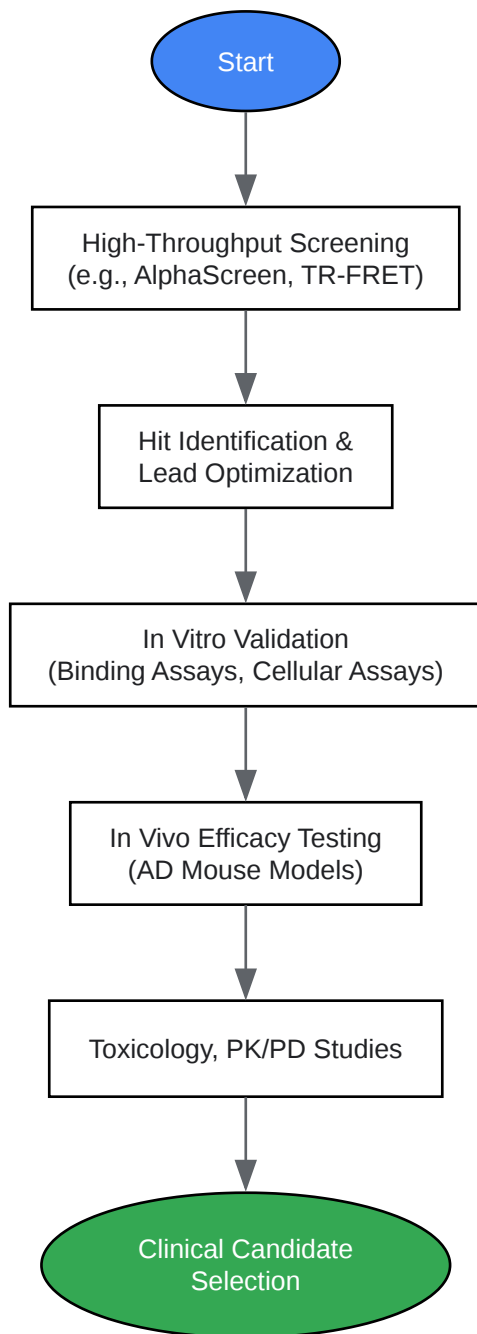 Start
High-Throughput Screening
(e.g., AlphaScreen, TR-FRET)
Hit Identification &
Lead Optimization
In Vitro Validation
(Binding Assays, Cellular Assays)
In Vivo Efficacy Testing
(AD Mouse Models)
Toxicology, PK/PD Studies
Clinical Candidate
Selection